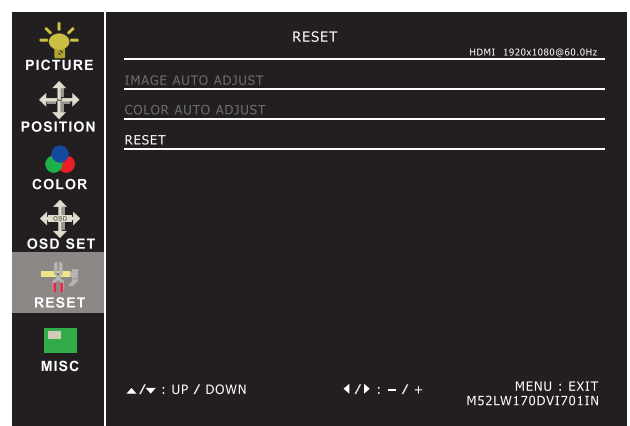 PICTURE
POSITION
COLOR
OSD
OSD SET
RESET
MISC
RESET
HDMI 1920x1080@60.0Hz
IMAGE AUTO ADJUST
COLOR AUTO ADJUST
RESET
▲/▼ : UP / DOWN
◀/▶ : – / +
MENU : EXIT
M52LW170DVI701IN